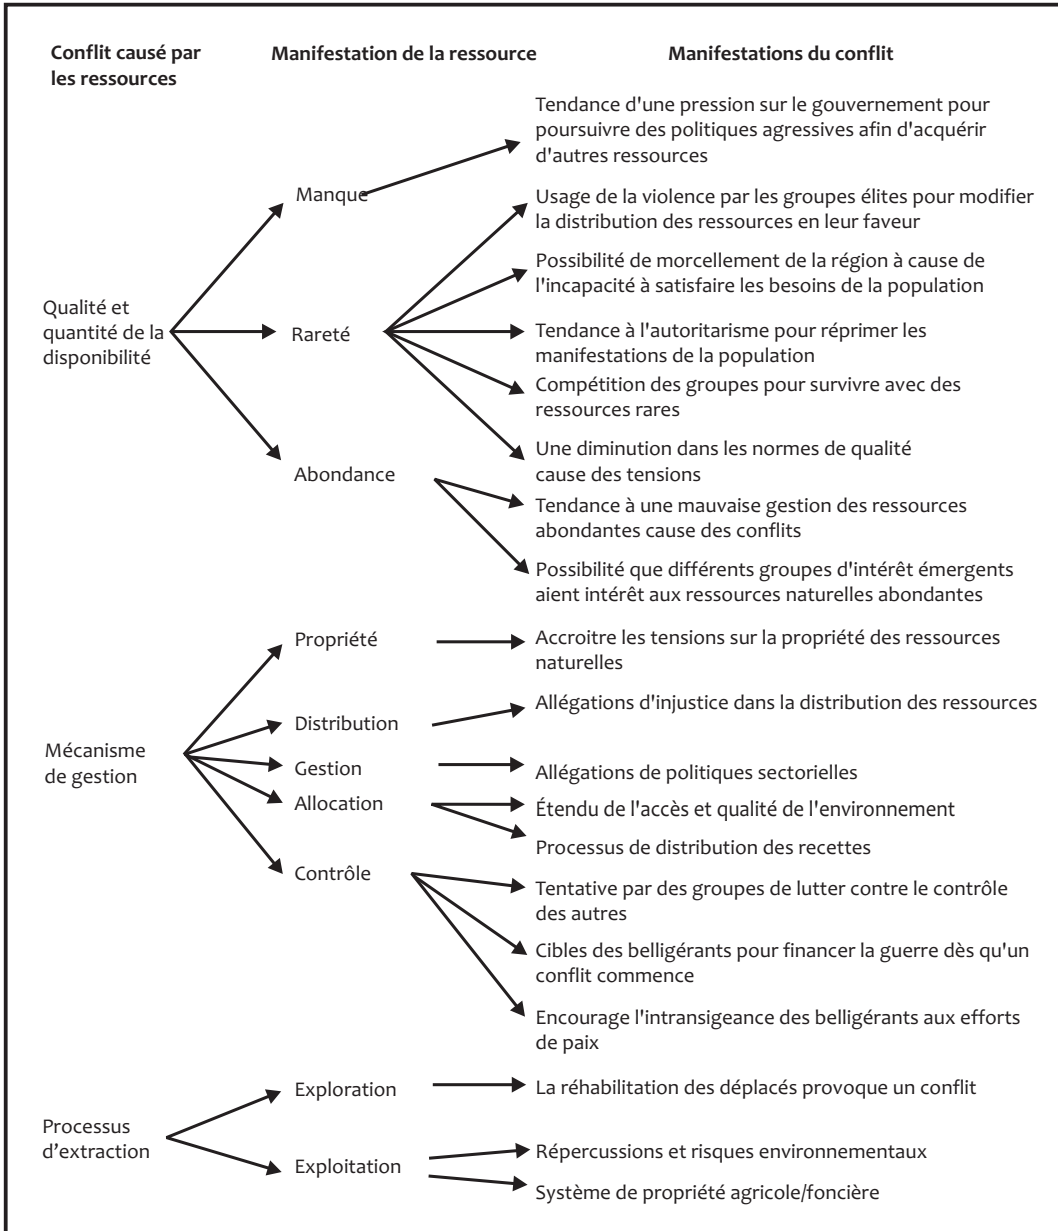 Conflit causé par
les ressources
Manifestation de la ressource
Manifestations du conflit
Qualité et
quantité de la
disponibilité
Manque
Tendance d'une pression sur le gouvernement pour
poursuivre des politiques agressives afin d'acquérir
d'autres ressources
Rareté
Usage de la violence par les groupes élites pour modifier
la distribution des ressources en leur faveur
Possibilité de morcellement de la région à cause de
l'incapacité à satisfaire les besoins de la population
Tendance à l'autoritarisme pour réprimer les
manifestations de la population
Compétition des groupes pour survivre avec des
ressources rares
Une diminution dans les normes de qualité
cause des tensions
Abondance
Tendance à une mauvaise gestion des ressources
abondantes cause des conflits
Possibilité que différents groupes d'intérêt émergents
aient intérêt aux ressources naturelles abondantes
Mécanisme
de gestion
Propriété
Accroitre les tensions sur la propriété des ressources
naturelles
Distribution
Allégations d'injustice dans la distribution des ressources
Gestion
Allégations de politiques sectorielles
Allocation
Étendu de l'accès et qualité de l'environnement
Processus de distribution des recettes
Contrôle
Tentative par des groupes de lutter contre le contrôle
des autres
Cibles des belligérants pour financer la guerre dès qu'un
conflit commence
Encourage l'intransigeance des belligérants aux efforts
de paix
Processus
d'extraction
Exploration
La réhabilitation des déplacés provoque un conflit
Exploitation
Répercussions et risques environnementaux
Système de propriété agricole/foncière